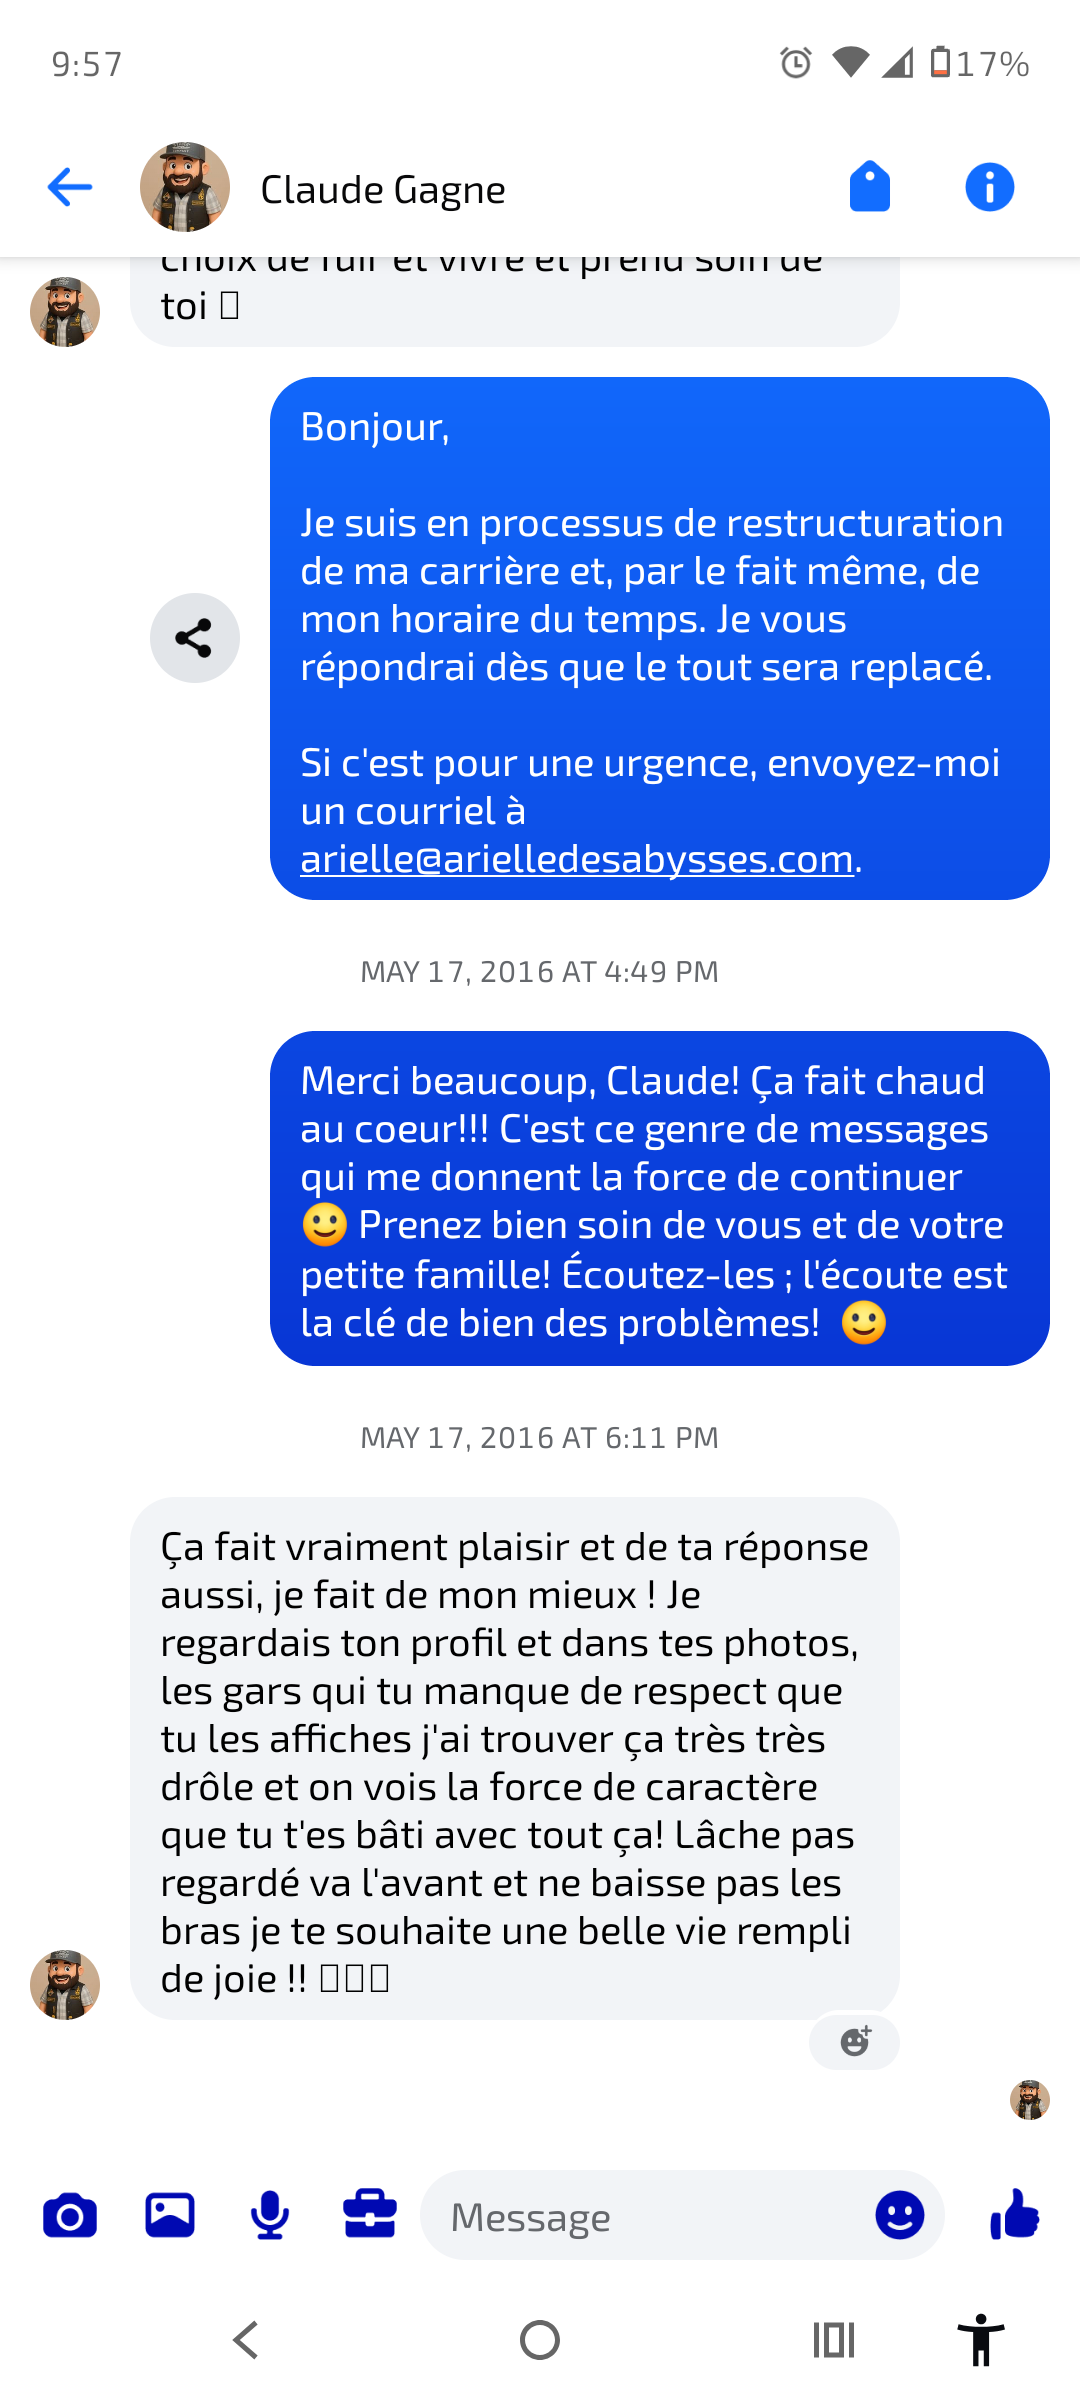 9:57
17%
Claude Gagne
choix de fuir et vivre et prend soin de
toi
Bonjour,
Je suis en processus de restructuration
de ma carrière et, par le fait même, de
mon horaire du temps. Je vous
répondrai dès que le tout sera replacé.
Si c'est pour une urgence, envoyez-moi
un courriel à
arielle@arielledesabysses.com.
MAY 17, 2016 AT 4:49 PM
Merci beaucoup, Claude! Ça fait chaud
au coeur!!! C'est ce genre de messages
qui me donnent la force de continuer
🙂 Prenez bien soin de vous et de votre
petite famille! Écoutez-les ; l'écoute est
la clé de bien des problèmes! 🙂
MAY 17, 2016 AT 6:11 PM
Ça fait vraiment plaisir et de ta réponse
aussi, je fait de mon mieux ! Je
regardais ton profil et dans tes photos,
les gars qui tu manque de respect que
tu les affiches j'ai trouver ça très très
drôle et on vois la force de caractère
que tu t'es bâti avec tout ça! Lâche pas
regardé va l'avant et ne baisse pas les
bras je te souhaite une belle vie rempli
de joie !!
Message